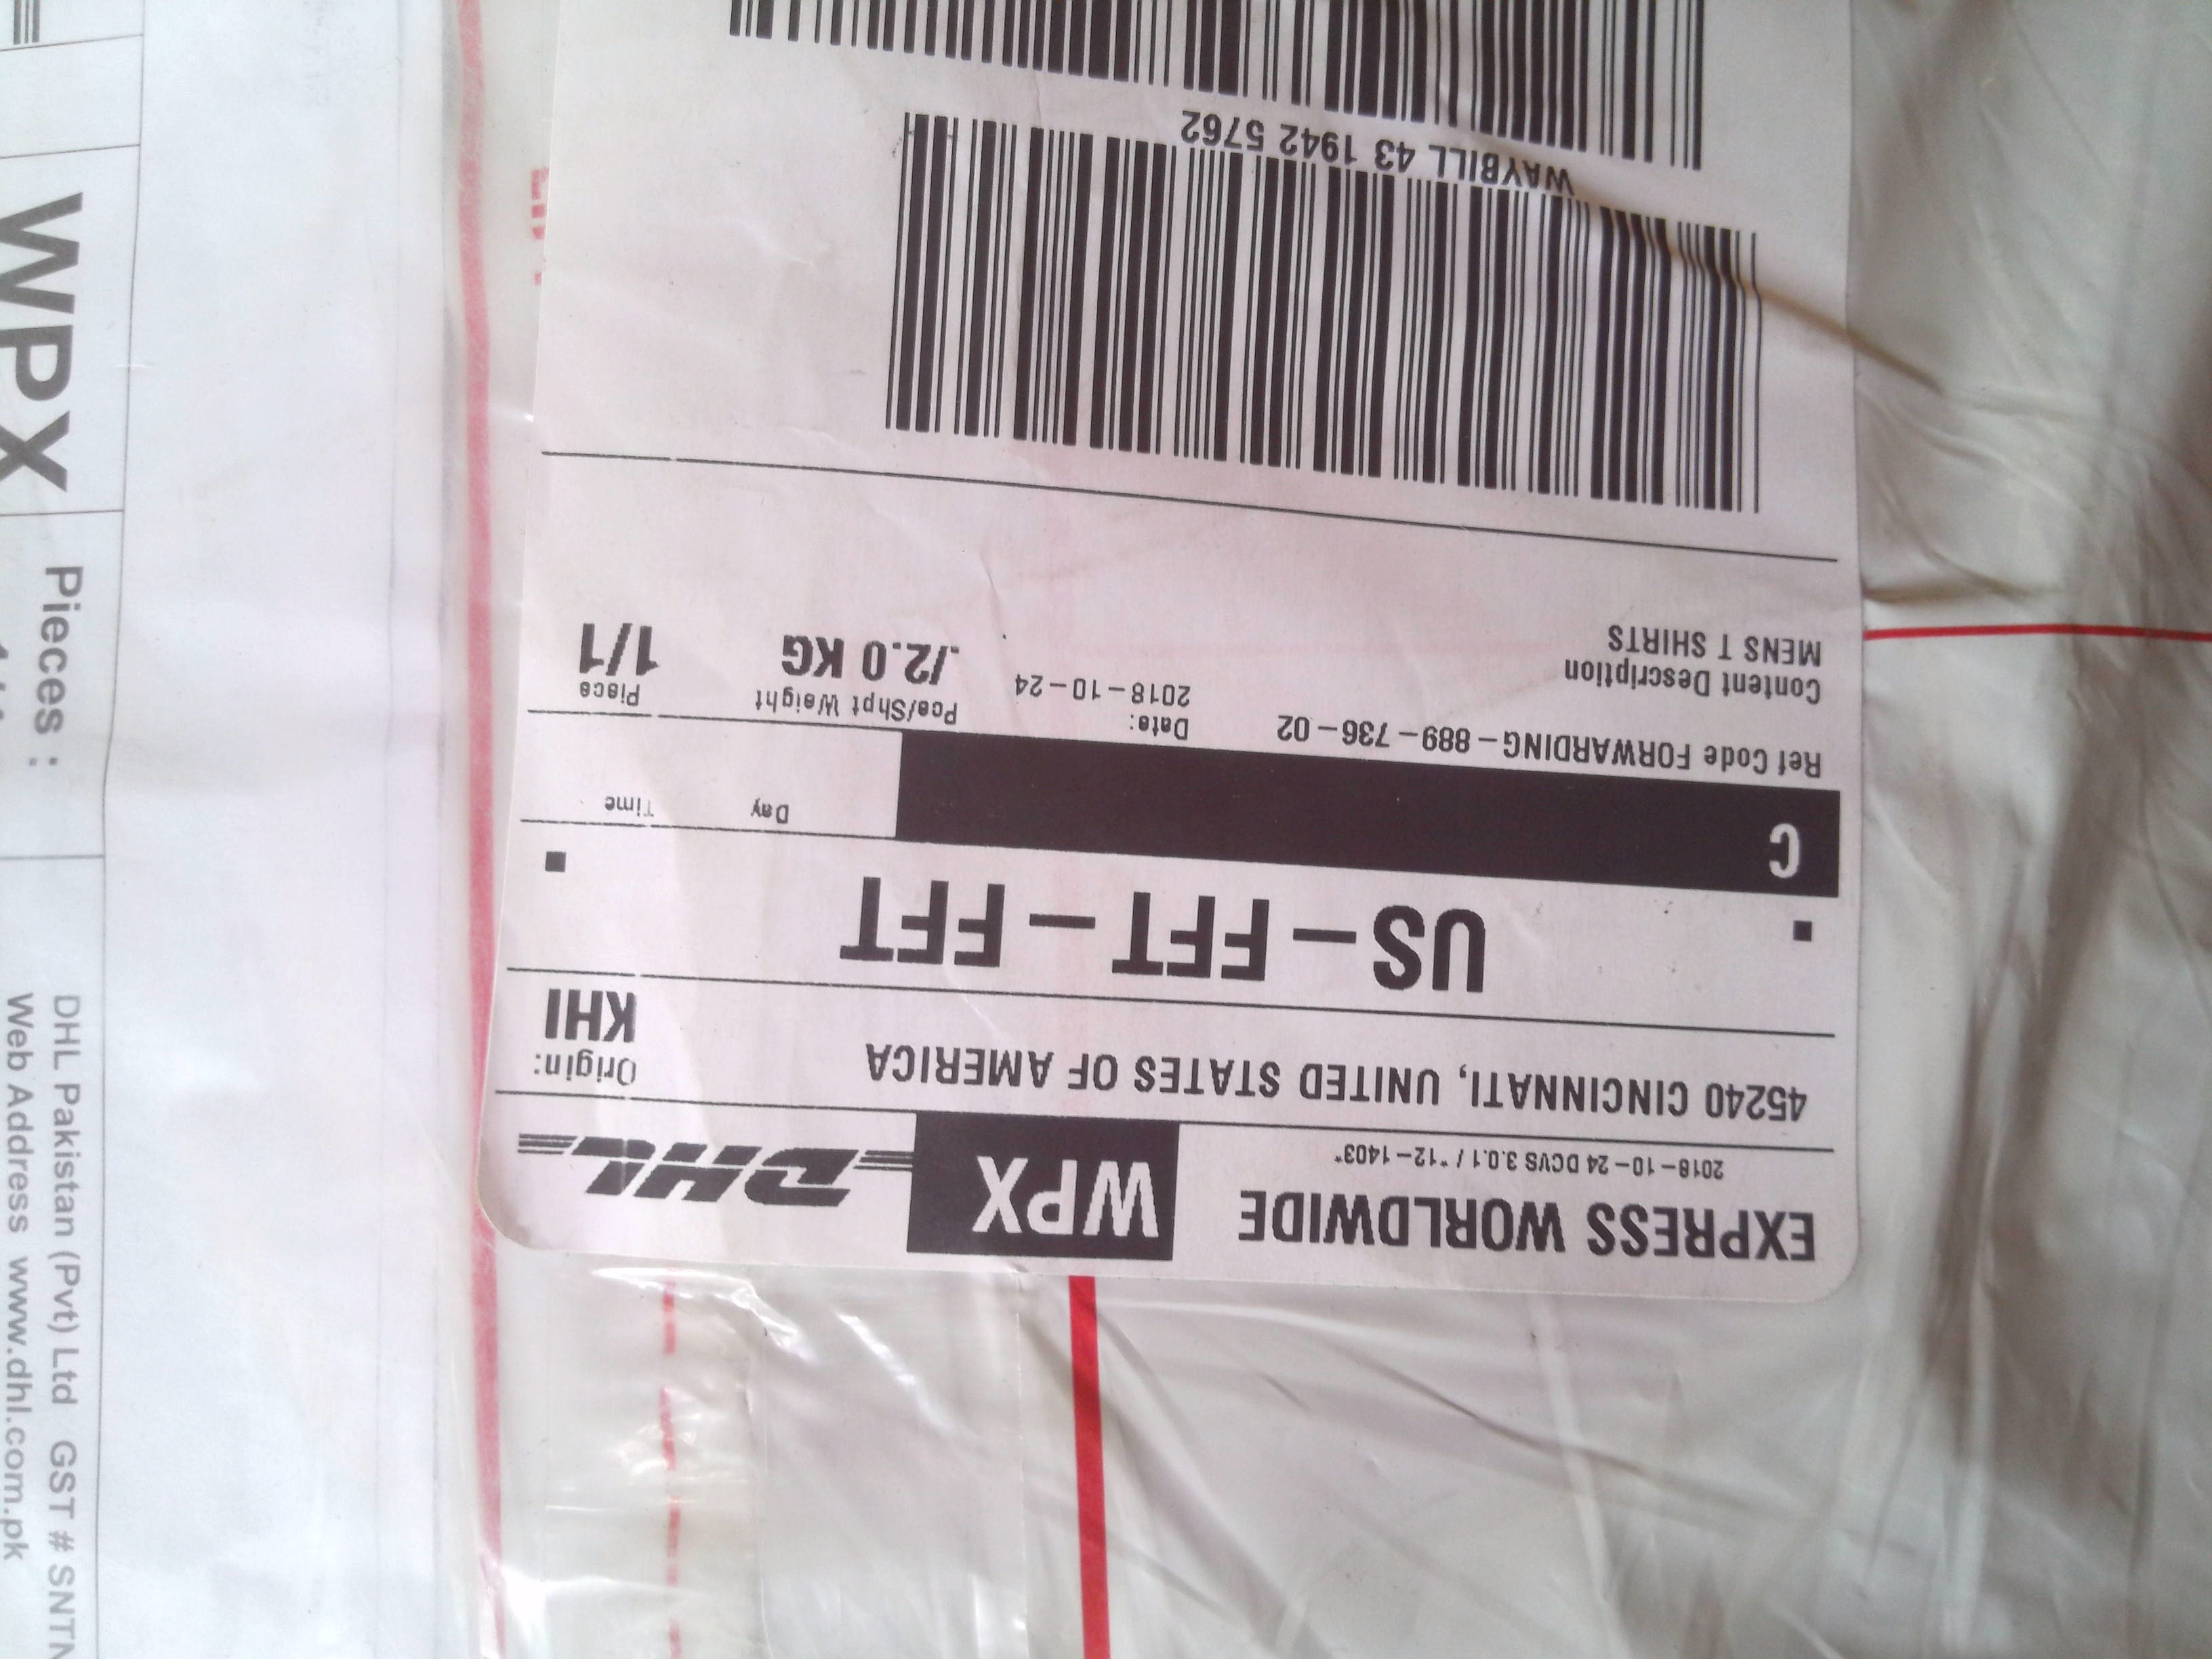 EXPRESS WORLDWIDE
2018-10-24 DCVS 3.0.1 / *12-1403*
WPX
DHL
45240 CINCINNATI, UNITED STATES OF AMERICA
Origin:
KHI
US-FFT-FFT
C
Day
Time
Ref Code FORWARDING-889-736-02
Date:
2018-10-24
Pce/Shpt Weight
./2.0 KG
Piece
1/1
Content Description
MENS T SHIRTS
WAYBILL 43 1942 5762
WPX
Pieces :
DHL Pakistan (Pvt) Ltd GST # SNTN
Web Address www.dhl.com.pk